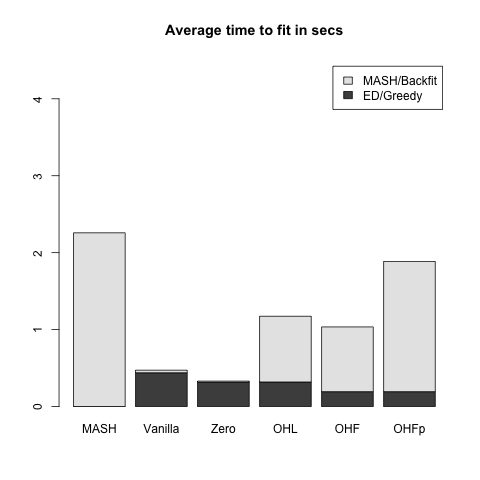 Average time to fit in secs
MASH/Backfit
ED/Greedy
4
3
2
1
0
MASH Vanilla Zero OHL OHF OHFp